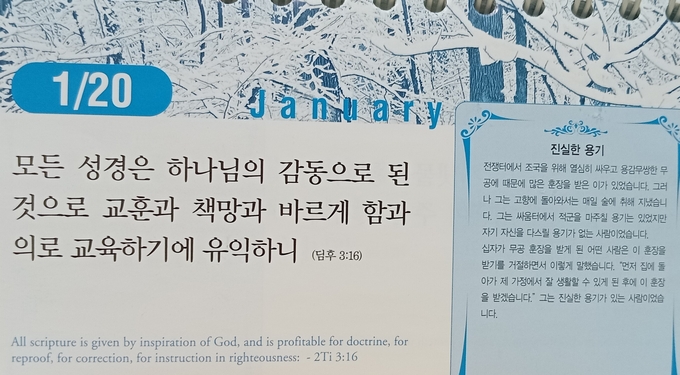 1/20
January
모든 성경은 하나님의 감동으로 된
것으로 교훈과 책망과 바르게 함과
의로 교육하기에 유익하니 (딤후 3:16)
All scripture is given by inspiration of God, and is profitable for doctrine, for
reproof, for correction, for instruction in righteousness: - 2Ti 3:16
진실한 용기
전쟁터에서 조국을 위해 열심히 싸우고 용감무쌍한 무
공에 때문에 많은 훈장을 받은 이가 있었습니다. 그러
나 그는 고향에 돌아와서는 매일 술에 취해 지냈습니
다. 그는 싸움터에서 적군을 마주칠 용기는 있었지만
자기 자신을 다스릴 용기가 없는 사람이었습니다.
십자가 무공 훈장을 받게 된 어떤 사람은 이 훈장을
받기를 거절하면서 이렇게 말했습니다. "먼저 집에 돌
아가 제 가정에서 잘 생활할 수 있게 된 후에 이 훈장
을 받겠습니다." 그는 진실한 용기가 있는 사람이었습
니다.